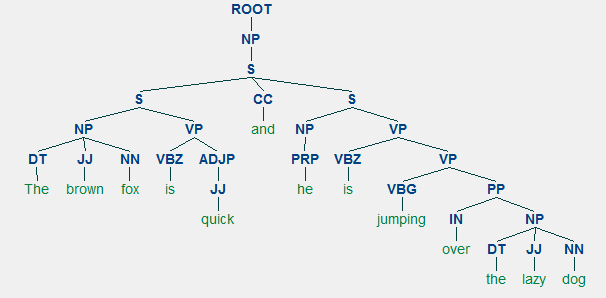 ROOT
NP
S
S CC S
and
NP VP NP VP
DT JJ NN VBZ ADJP PRP VBZ VP
The brown fox is JJ he is VBG PP
quick jumping IN NP
over DT JJ NN
the lazy dog